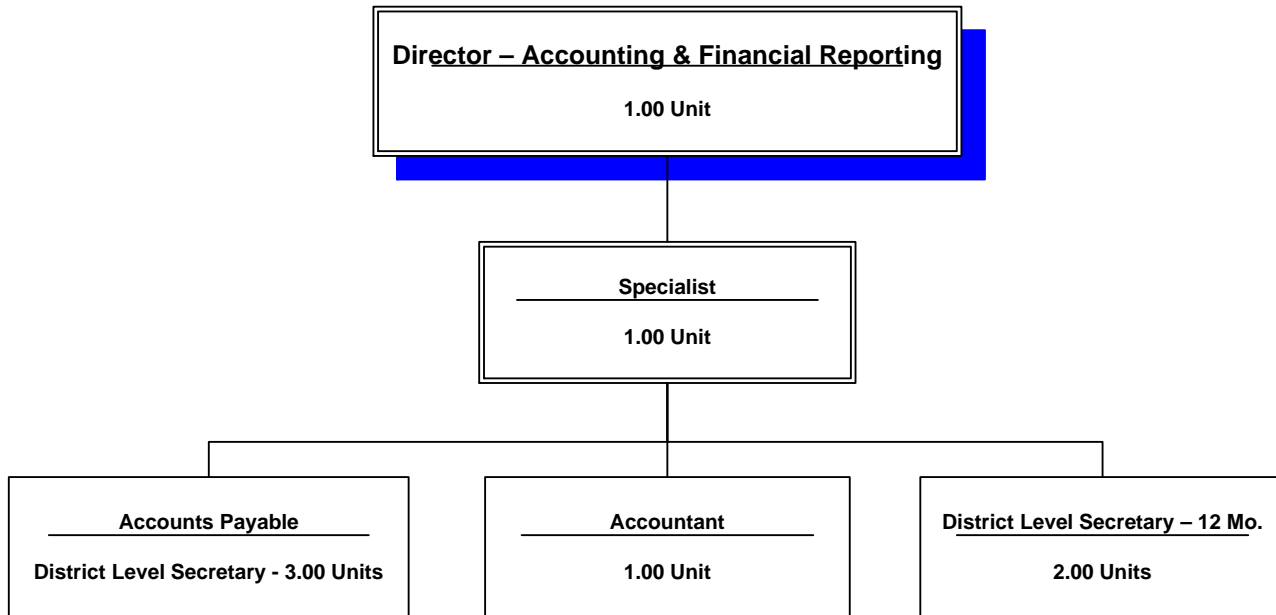 Director – Accounting & Financial Reporting
1.00 Unit
Specialist
1.00 Unit
Accounts Payable
District Level Secretary - 3.00 Units
Accountant
1.00 Unit
District Level Secretary – 12 Mo.
2.00 Units